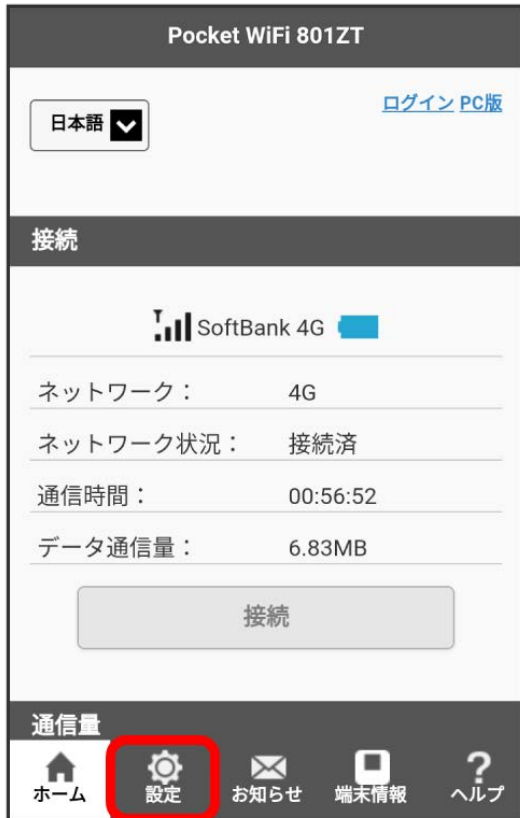 Pocket WiFi 801ZT
日本語
ログイン PC版
接続
SoftBank 4G
ネットワーク： 4G
ネットワーク状況： 接続済
通信時間： 00:56:52
データ通信量： 6.83MB
接続
通信量
ホーム 設定 お知らせ 端末情報 ヘルプ